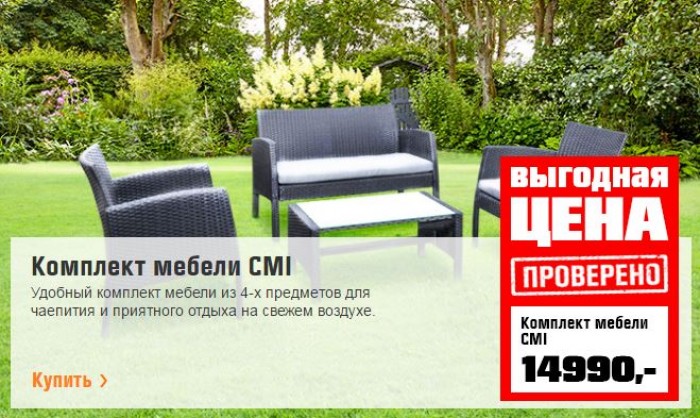 Комплект мебели CMI
Удобный комплект мебели из 4-х предметов для
чаепития и приятного отдыха на свежем воздухе.
Купить >
выгодная
ЦЕНА
ПРОВЕРЕНО
Комплект мебели
CMI
14990,-